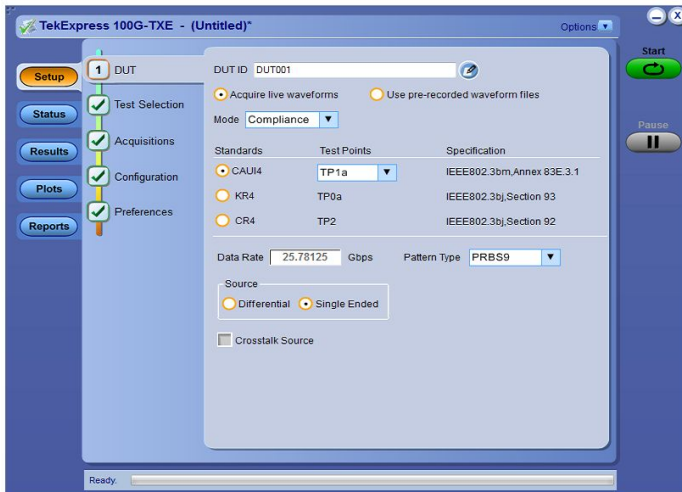 TekExpress 100G-TXE - (Untitled)*
Options
X
Start
Setup
1 DUT
DUT ID DUT001
Acquire live waveforms Use pre-recorded waveform files
Status
Test Selection
Mode Compliance
Pause
Results
Acquisitions
Standards Test Points Specification
CAUI4 TP1a IEEE802.3bm,Annex 83E.3.1
Plots
Configuration
KR4 TP0a IEEE802.3bj,Section 93
Reports
Preferences
CR4 TP2 IEEE802.3bj,Section 92
Data Rate 25.78125 Gbps Pattern Type PRBS9
Source
Differential Single Ended
Crosstalk Source
Ready.